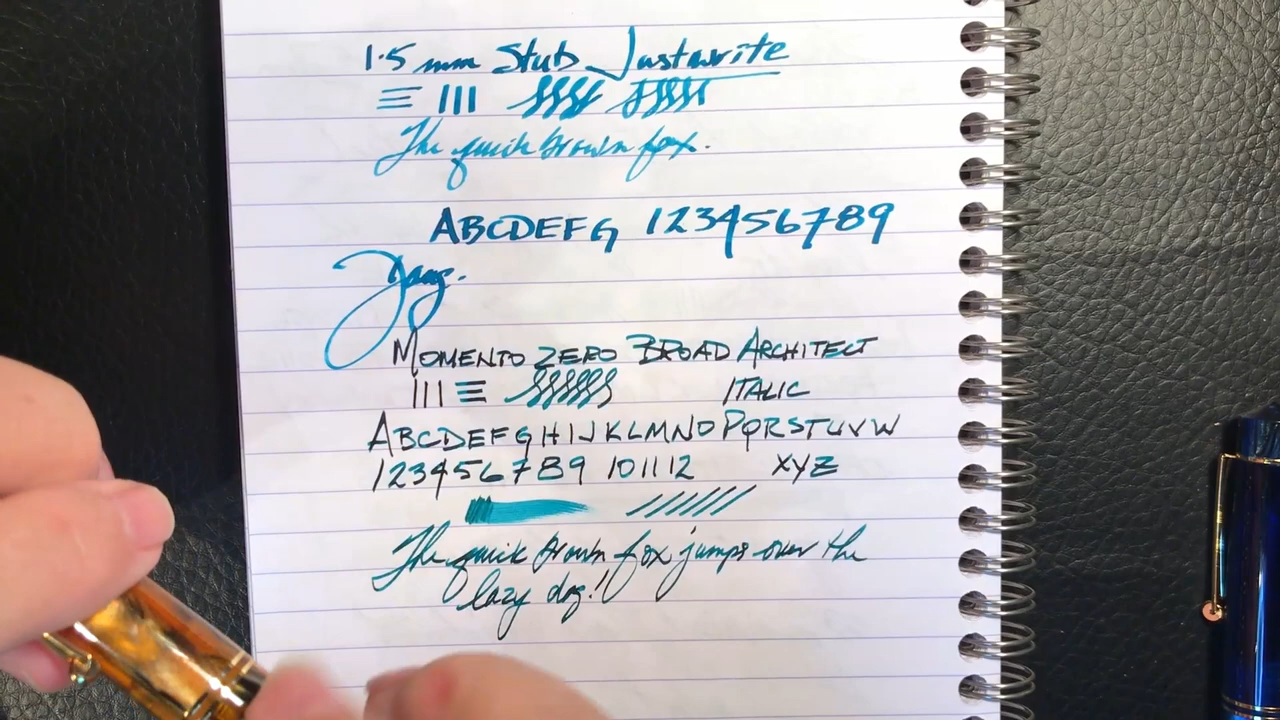 1.5 mm Stub Justwrite
The quick brown fox.
ABCDEFG 123456789
MOMENTO ZERO BROAD ARCHITECT
ITALIC
ABCDEFGHIJKLMNOPQRSTUVW
123456789 101112 XYZ
The quick brown fox jumps over the
lazy dog!